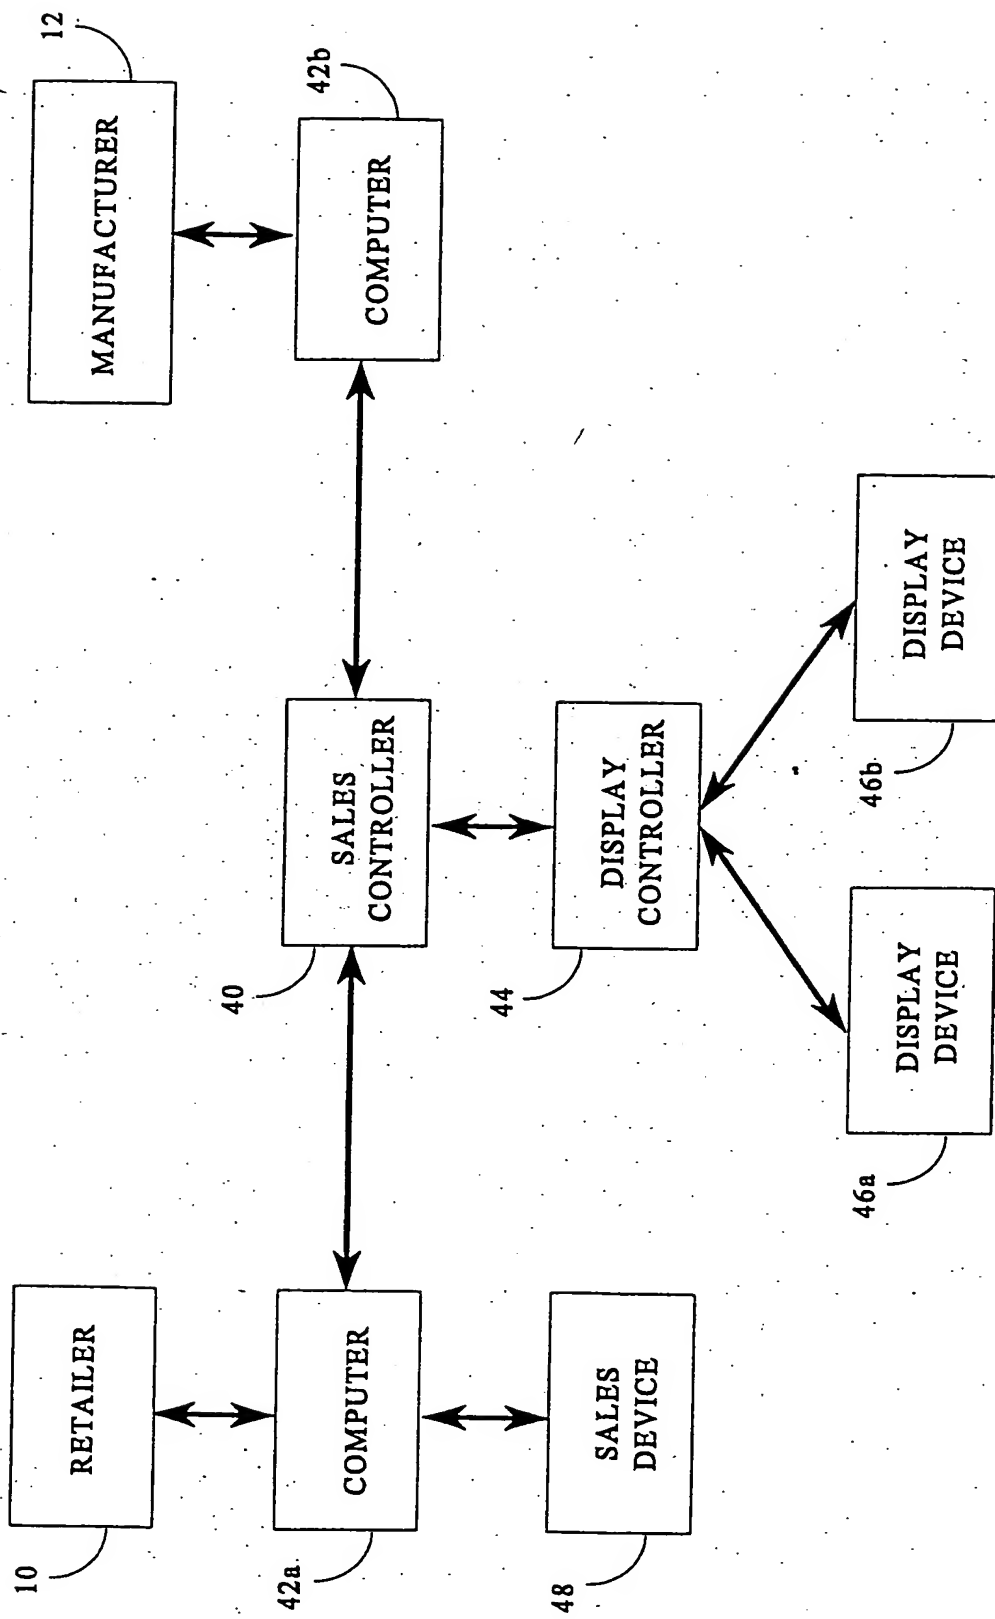 10
RETAILER
12
MANUFACTURER
42a
COMPUTER
40
SALES
CONTROLLER
42b
COMPUTER
48
SALES
DEVICE
44
DISPLAY
CONTROLLER
46a
DISPLAY
DEVICE
46b
DISPLAY
DEVICE